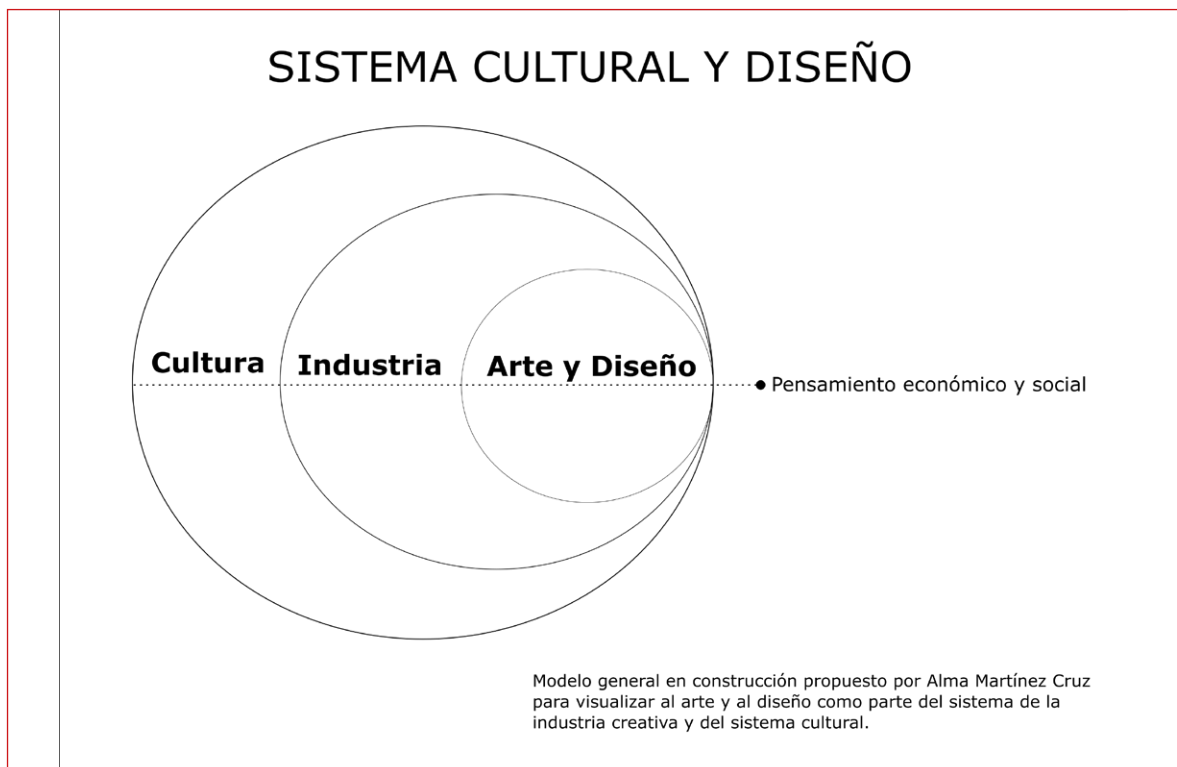 SISTEMA CULTURAL Y DISEÑO
Cultura
Industria
Arte y Diseño
Pensamiento económico y social
Modelo general en construcción propuesto por Alma Martínez Cruz
para visualizar al arte y al diseño como parte del sistema de la
industria creativa y del sistema cultural.